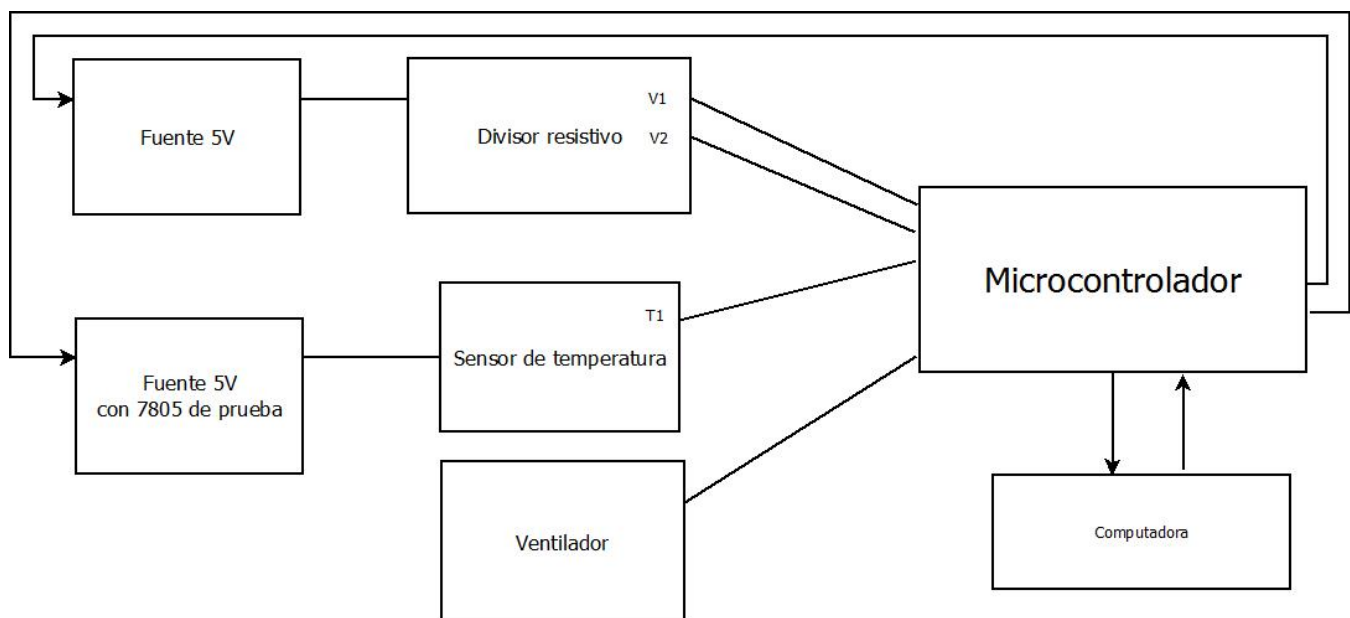 Fuente 5V
Divisor resistivo
V1
V2
Microcontrolador
Fuente 5V
con 7805 de prueba
T1
Sensor de temperatura
Ventilador
Computadora